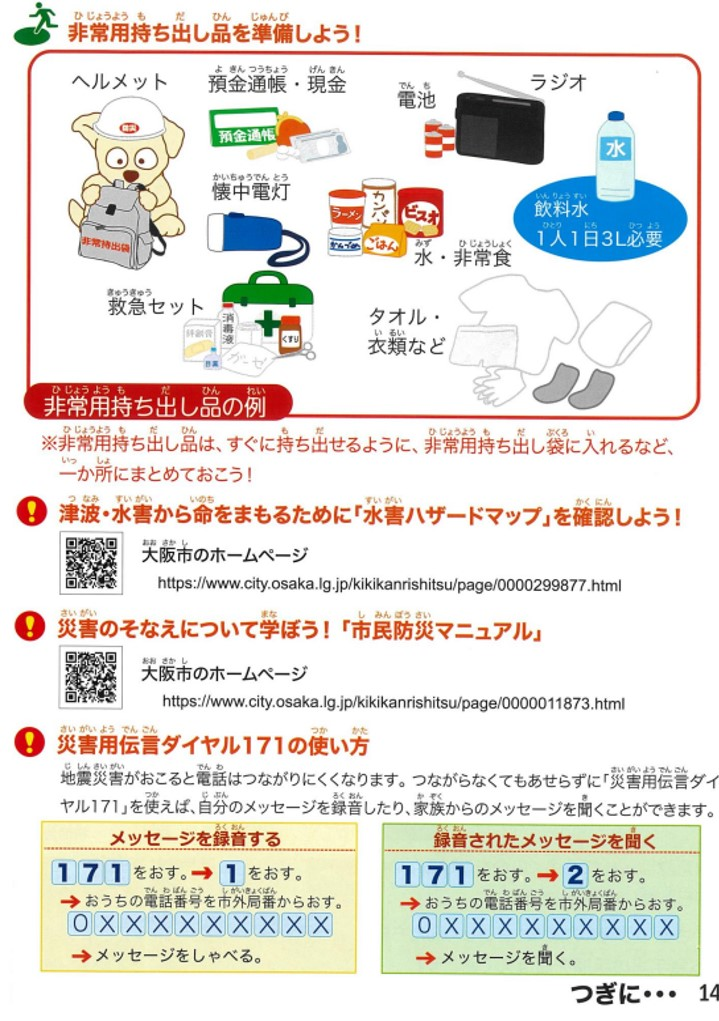 非常用持ち出し品を準備しよう！
ヘルメット
預金通帳・現金
電池
ラジオ
防災
預金通帳
水
懐中電灯
飲料水
1人1日3L必要
非常持出袋
ラーメン
カンパン
ビスオ
かんづめ
ごはん
水・非常食
救急セット
消毒液
くすり
ガーゼ
タオル・
衣類など
非常用持ち出し品の例
※非常用持ち出し品は、すぐに持ち出せるように、非常用持ち出し袋に入れるなど、
一か所にまとめておこう！
津波・水害から命をまもるために「水害ハザードマップ」を確認しよう！
大阪市のホームページ
https://www.city.osaka.lg.jp/kikikanrishitsu/page/0000299877.html
災害のそなえについて学ぼう！「市民防災マニュアル」
大阪市のホームページ
https://www.city.osaka.lg.jp/kikikanrishitsu/page/0000011873.html
災害用伝言ダイヤル171の使い方
地震災害がおこると電話はつながりにくくなります。つながらなくてもあせらずに「災害用伝言ダイ
ヤル171」を使えば、自分のメッセージを録音したり、家族からのメッセージを聞くことができます。
メッセージを録音する
171をおす。→1をおす。
→おうちの電話番号を市外局番からおす。
0XXXXXXXXX
→メッセージをしゃべる。
録音されたメッセージを聞く
171をおす。→2をおす。
→おうちの電話番号を市外局番からおす。
0XXXXXXXXX
→メッセージを聞く。
つぎに・・・ 14